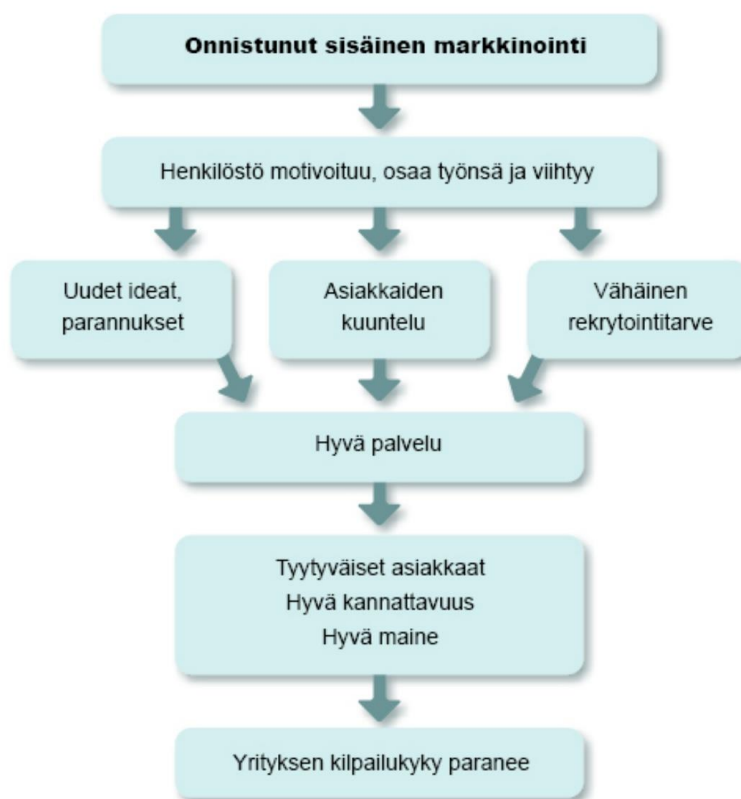 Onnistunut sisäinen markkinointi
Henkilöstö motivoituu, osaa työnsä ja viihtyy
Uudet ideat,
parannukset
Asiakkaiden
kuuntelu
Vähäinen
rekrytointitarve
Hyvä palvelu
Tyytyväiset asiakkaat
Hyvä kannattavuus
Hyvä maine
Yrityksen kilpailukyky paranee